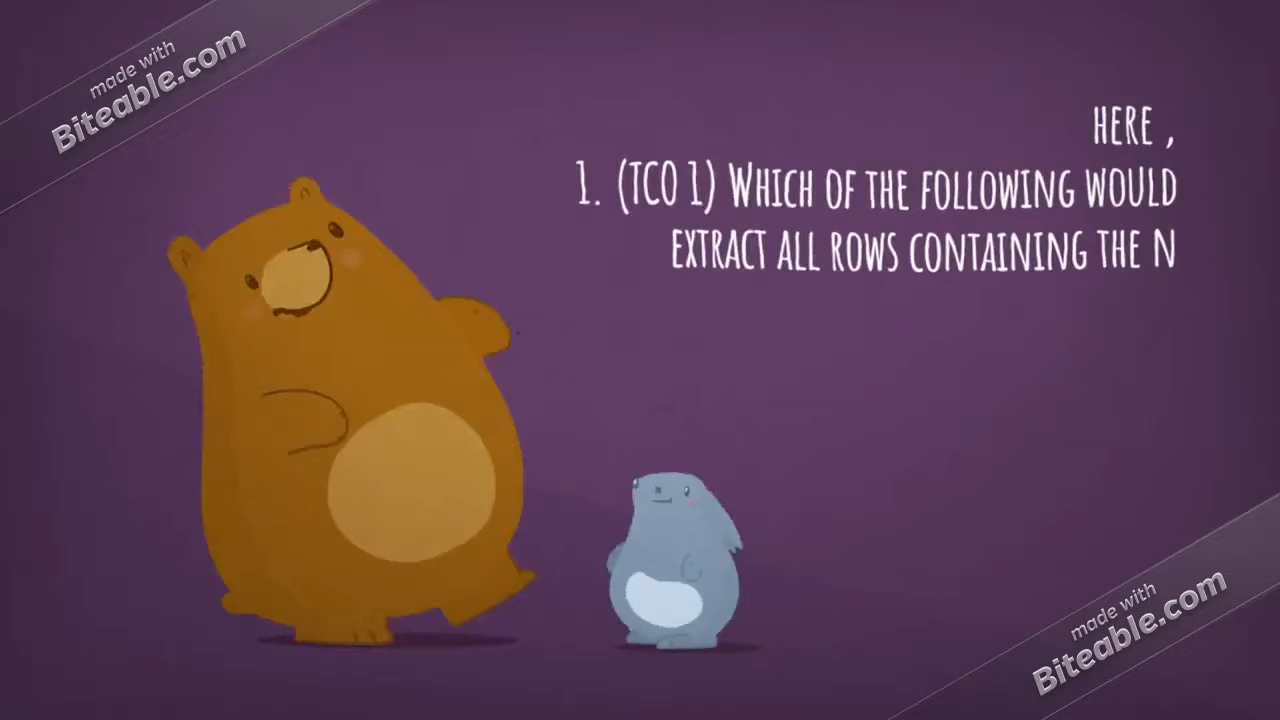 made with
Biteable.com
HERE ,
1. (TCO 1) WHICH OF THE FOLLOWING WOULD
EXTRACT ALL ROWS CONTAINING THE N
made with
Biteable.com